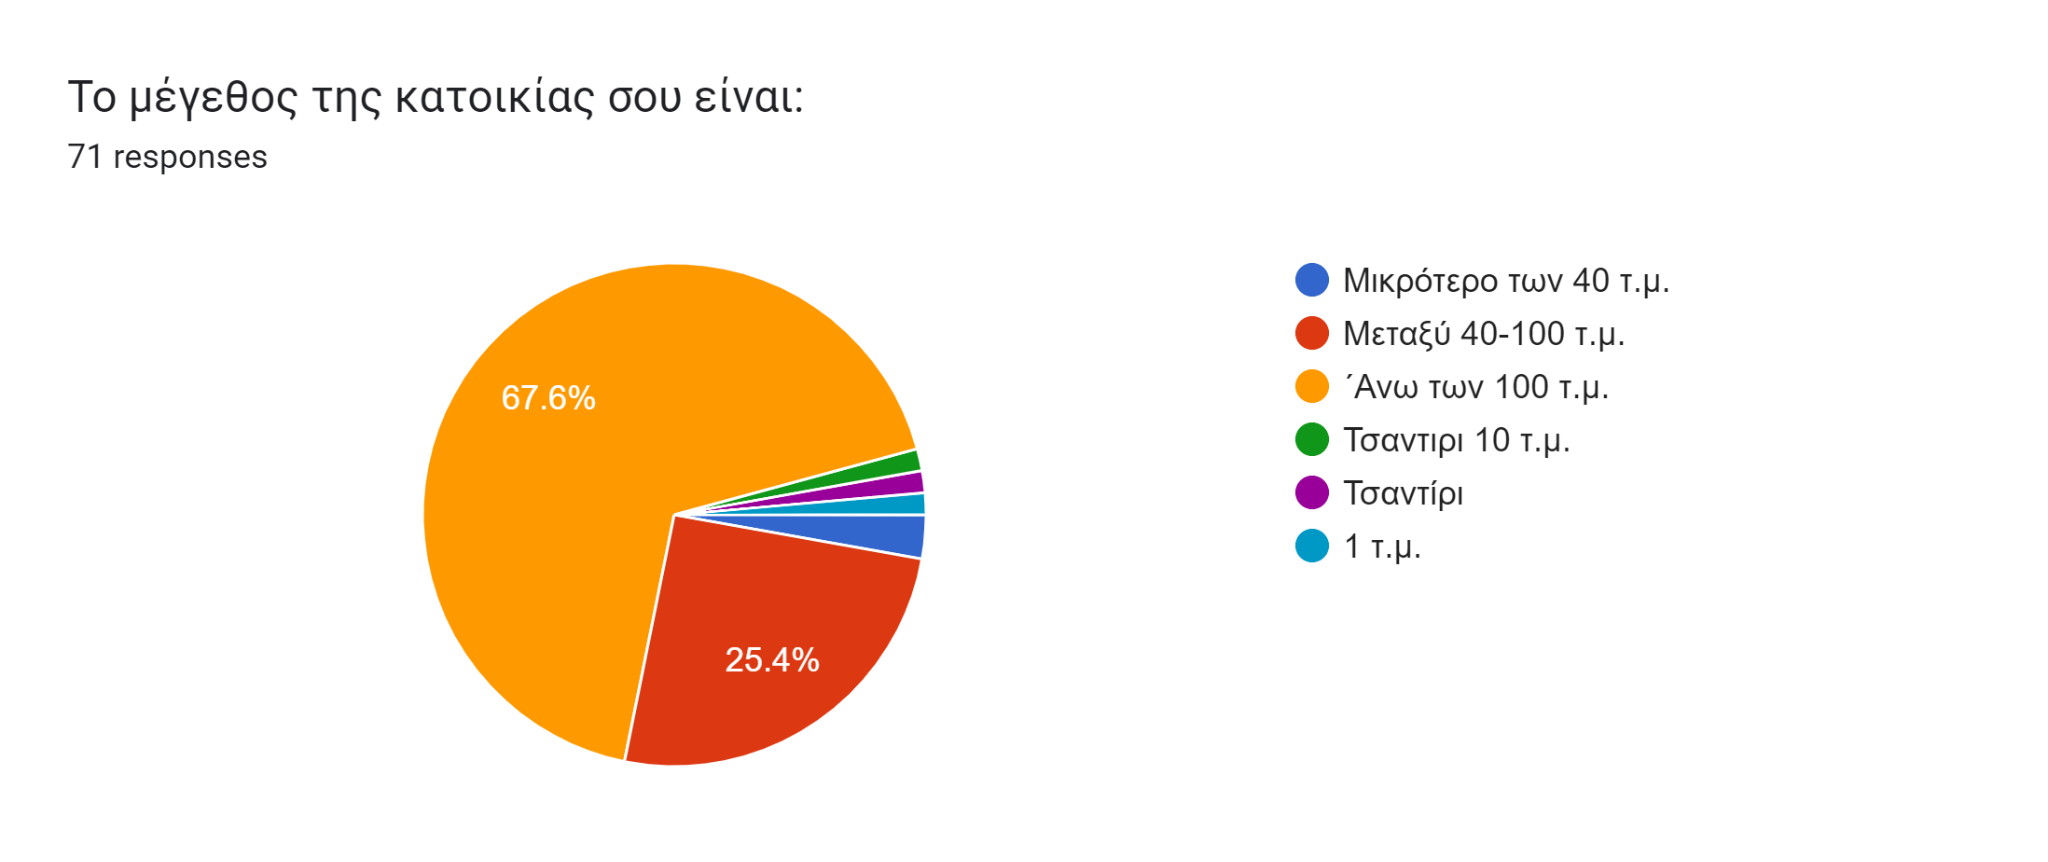 Το μέγεθος της κατοικίας σου είναι:
71 responses
67.6%
25.4%
Μικρότερο των 40 τ.μ.
Μεταξύ 40-100 τ.μ.
΄Ανω των 100 τ.μ.
Τσαντιρι 10 τ.μ.
Τσαντίρι
1 τ.μ.